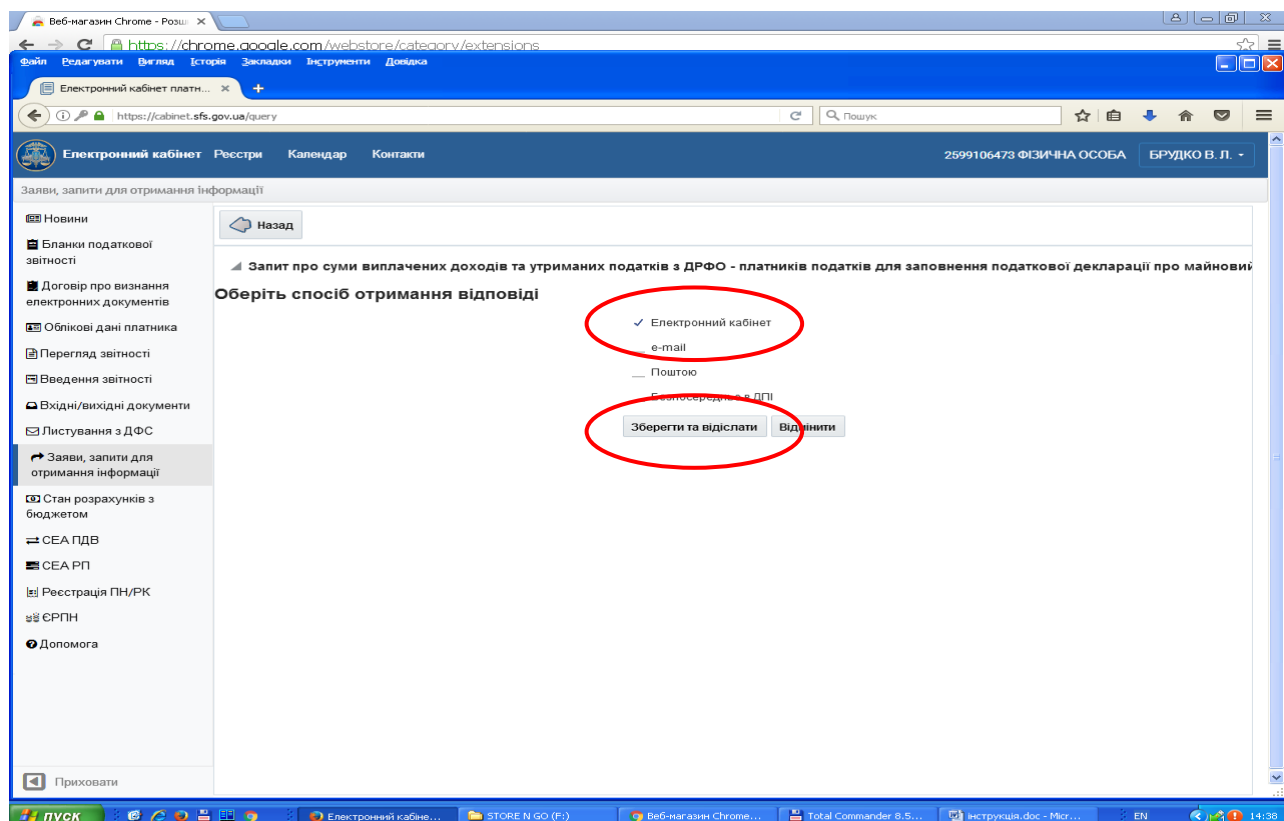 Веб-магазин Chrome - Розш
https://chrome.google.com/webstore/category/extensions
Файл Редагувати Вигляд Історія Закладки Інструменти Довідка
Електронний кабінет платн...
https://cabinet.sfs.gov.ua/query
Пошук
Електронний кабінет Реєстри Календар Контакти 2599106473 ФІЗИЧНА ОСОБА БРУДКО В. Л.
Заяви, запити для отримання інформації
Новини
Бланки податкової
звітності
Договір про визнання
електронних документів
Облікові дані платника
Перегляд звітності
Введення звітності
Вхідні/вихідні документи
Листування з ДФС
Заяви, запити для
отримання інформації
Стан розрахунків з
бюджетом
СЕА ПДВ
СЕА РП
Реєстрація ПН/РК
ЄРПН
Допомога
Приховати
Назад
Запит про суми виплачених доходів та утриманих податків з ДРФО - платників податків для заповнення податкової декларації про майновий
Оберіть спосіб отримання відповіді
Електронний кабінет
e-mail
Поштою
Безпосередньо в ДПІ
Зберегти та відіслати Відмінити
пуск Електронний кабіне... STORE N GO (F:) Веб-магазин Chrome... Total Commander 8.5... інструкція.doc - Micr... EN 14:38